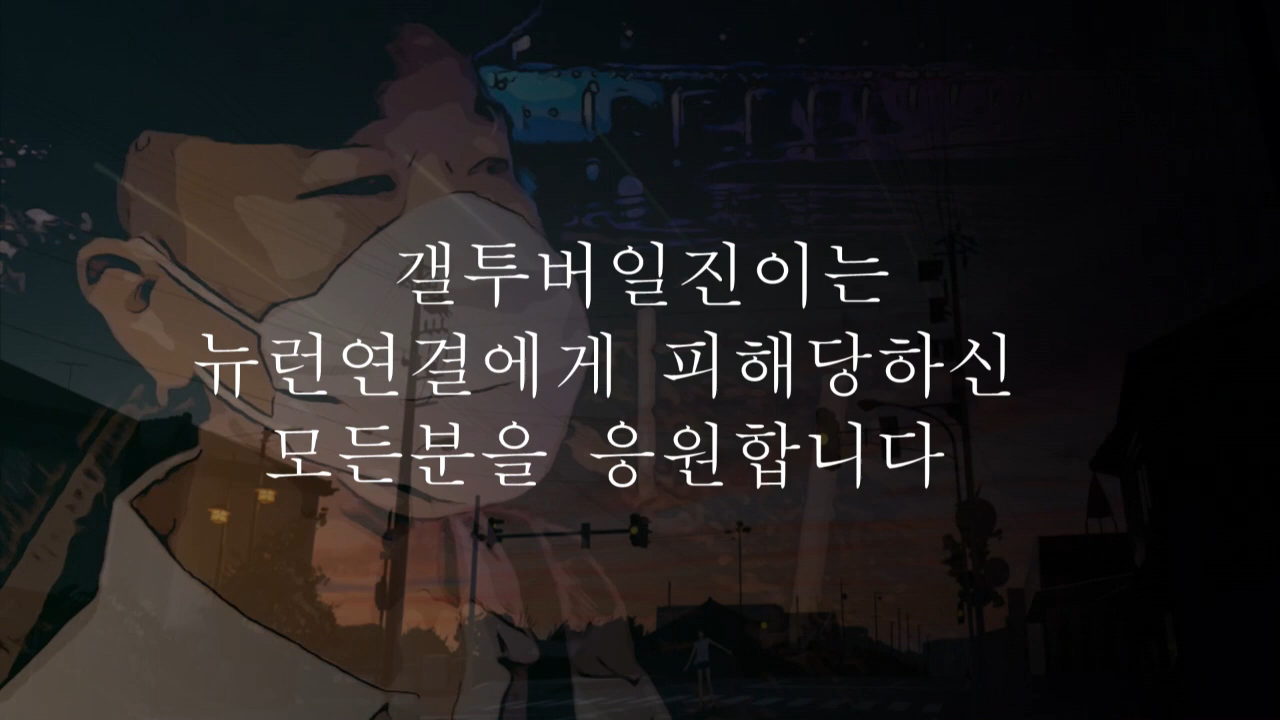 갤투버일진이는
뉴런연결에게 피해당하신
모든분을 응원합니다